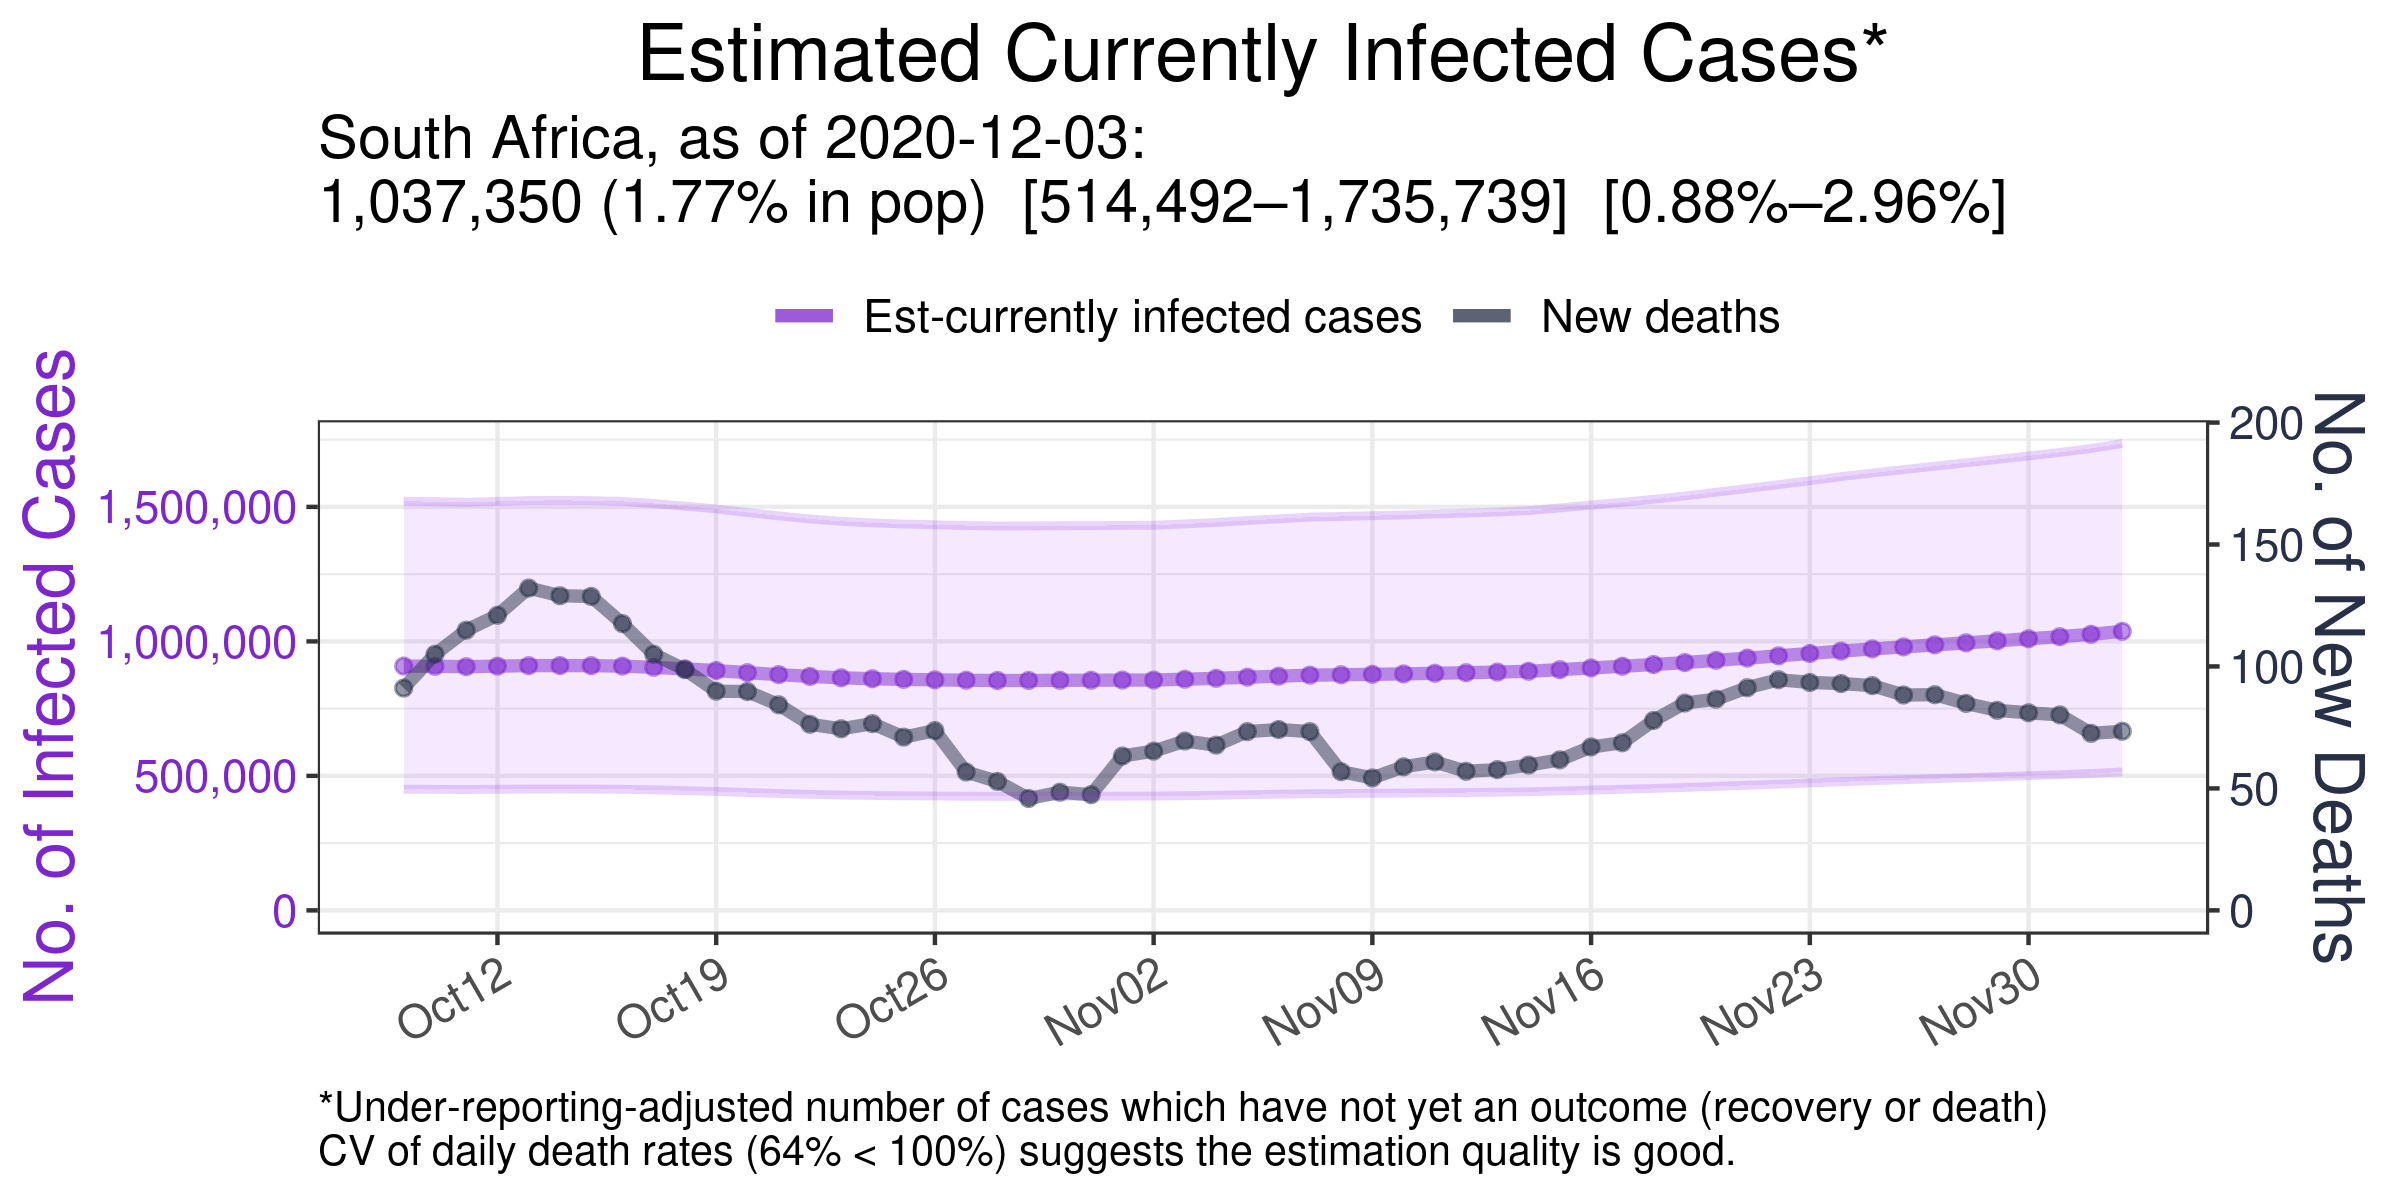 Estimated Currently Infected Cases*
South Africa, as of 2020-12-03:
1,037,350 (1.77% in pop)  [514,492–1,735,739]  [0.88%–2.96%]
Est-currently infected cases
New deaths
No. of Infected Cases
1,500,000
1,000,000
500,000
0
200
150
100
50
0
No. of New Deaths
Oct12
Oct19
Oct26
Nov02
Nov09
Nov16
Nov23
Nov30
*Under-reporting-adjusted number of cases which have not yet an outcome (recovery or death)
CV of daily death rates (64% < 100%) suggests the estimation quality is good.